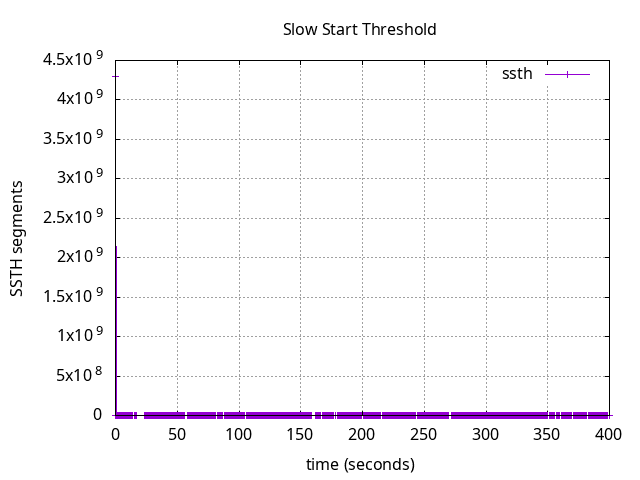 Slow Start Threshold
4.5x10^9
4x10^9
3.5x10^9
3x10^9
2.5x10^9
2x10^9
1.5x10^9
1x10^9
5x10^8
0
SSTH segments
ssth
0 50 100 150 200 250 300 350 400
time (seconds)